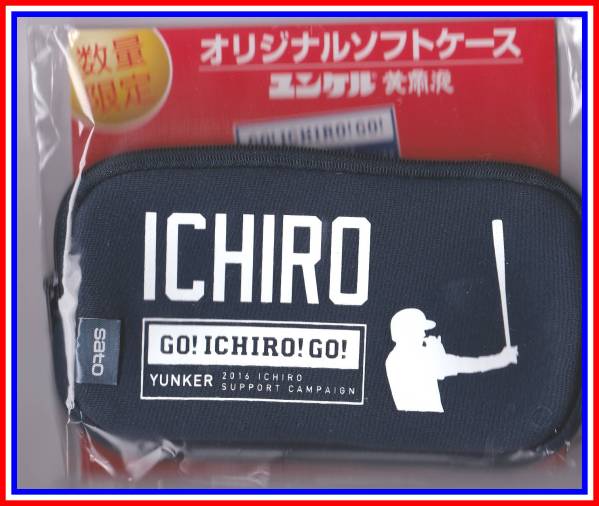 数量
限定
オリジナルソフトケース
ユンケル 黄帝液
GO! ICHIRO! GO!
ICHIRO
GO! ICHIRO! GO!
YUNKER 2016 ICHIRO
SUPPORT CAMPAIGN
sato